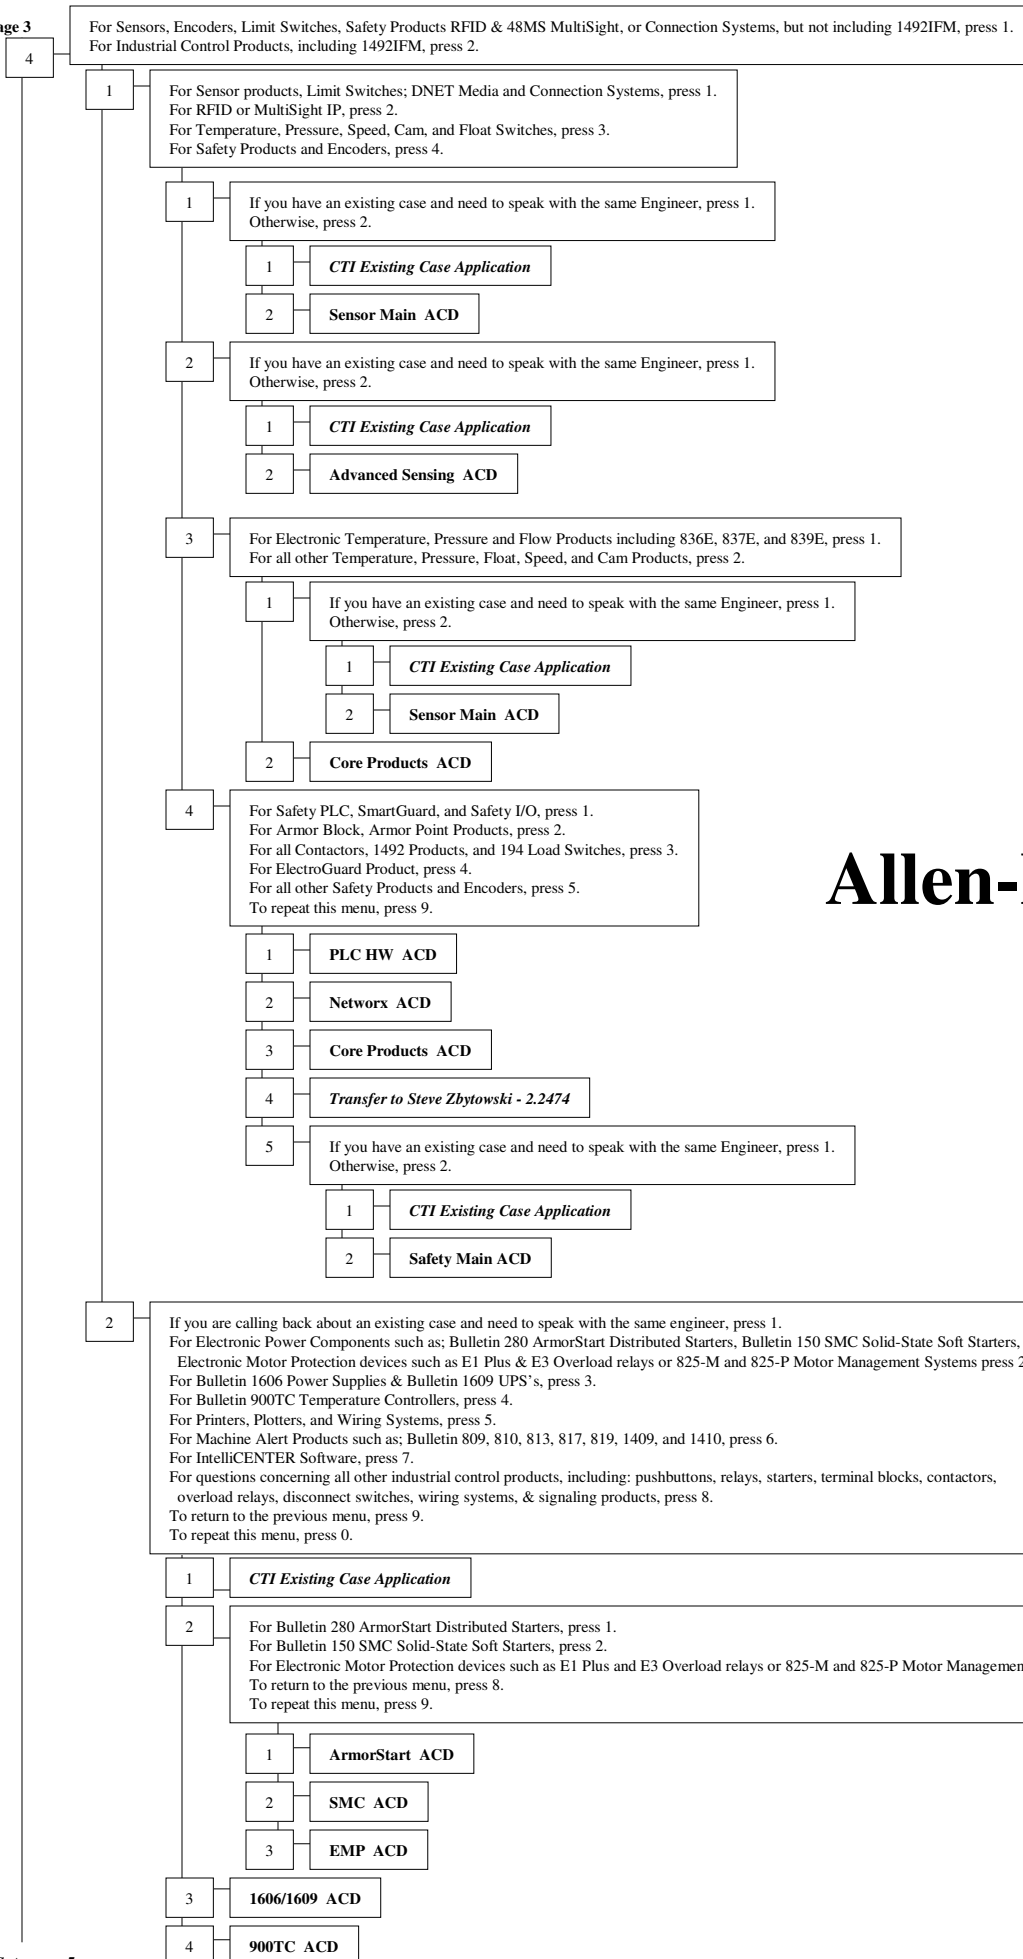 For Sensors, Encoders, Limit Switches, Safety Products RFID & 48MS MultiSight, or Connection Systems, but not including 1492IFM, press 1.
For Industrial Control Products, including 1492IFM, press 2.
4
1
For Sensor products, Limit Switches; DNET Media and Connection Systems, press 1.
For RFID or MultiSight IP, press 2.
For Temperature, Pressure, Speed, Cam, and Float Switches, press 3.
For Safety Products and Encoders, press 4.
1
If you have an existing case and need to speak with the same Engineer, press 1.
Otherwise, press 2.
1
CTI Existing Case Application
2
Sensor Main ACD
2
If you have an existing case and need to speak with the same Engineer, press 1.
Otherwise, press 2.
1
CTI Existing Case Application
2
Advanced Sensing ACD
3
For Electronic Temperature, Pressure and Flow Products including 836E, 837E, and 839E, press 1.
For all other Temperature, Pressure, Float, Speed, and Cam Products, press 2.
1
If you have an existing case and need to speak with the same Engineer, press 1.
Otherwise, press 2.
1
CTI Existing Case Application
2
Sensor Main ACD
2
Core Products ACD
4
For Safety PLC, SmartGuard, and Safety I/O, press 1.
For Armor Block, Armor Point Products, press 2.
For all Contactors, 1492 Products, and 194 Load Switches, press 3.
For ElectroGuard Product, press 4.
For all other Safety Products and Encoders, press 5.
To repeat this menu, press 9.
Allen-
1
PLC HW ACD
2
Networx ACD
3
Core Products ACD
4
Transfer to Steve Zbytowski - 2.2474
5
If you have an existing case and need to speak with the same Engineer, press 1.
Otherwise, press 2.
1
CTI Existing Case Application
2
Safety Main ACD
2
If you are calling back about an existing case and need to speak with the same engineer, press 1.
For Electronic Power Components such as; Bulletin 280 ArmorStart Distributed Starters, Bulletin 150 SMC Solid-State Soft Starters,
Electronic Motor Protection devices such as E1 Plus & E3 Overload relays or 825-M and 825-P Motor Management Systems press 2
For Bulletin 1606 Power Supplies & Bulletin 1609 UPS's, press 3.
For Bulletin 900TC Temperature Controllers, press 4.
For Printers, Plotters, and Wiring Systems, press 5.
For Machine Alert Products such as; Bulletin 809, 810, 813, 817, 819, 1409, and 1410, press 6.
For IntelliCENTER Software, press 7.
For questions concerning all other industrial control products, including: pushbuttons, relays, starters, terminal blocks, contactors,
overload relays, disconnect switches, wiring systems, & signaling products, press 8.
To return to the previous menu, press 9.
To repeat this menu, press 0.
1
CTI Existing Case Application
2
For Bulletin 280 ArmorStart Distributed Starters, press 1.
For Bulletin 150 SMC Solid-State Soft Starters, press 2.
For Electronic Motor Protection devices such as E1 Plus and E3 Overload relays or 825-M and 825-P Motor Managemen
To return to the previous menu, press 8.
To repeat this menu, press 9.
1
ArmorStart ACD
2
SMC ACD
3
EMP ACD
3
1606/1609 ACD
4
900TC ACD